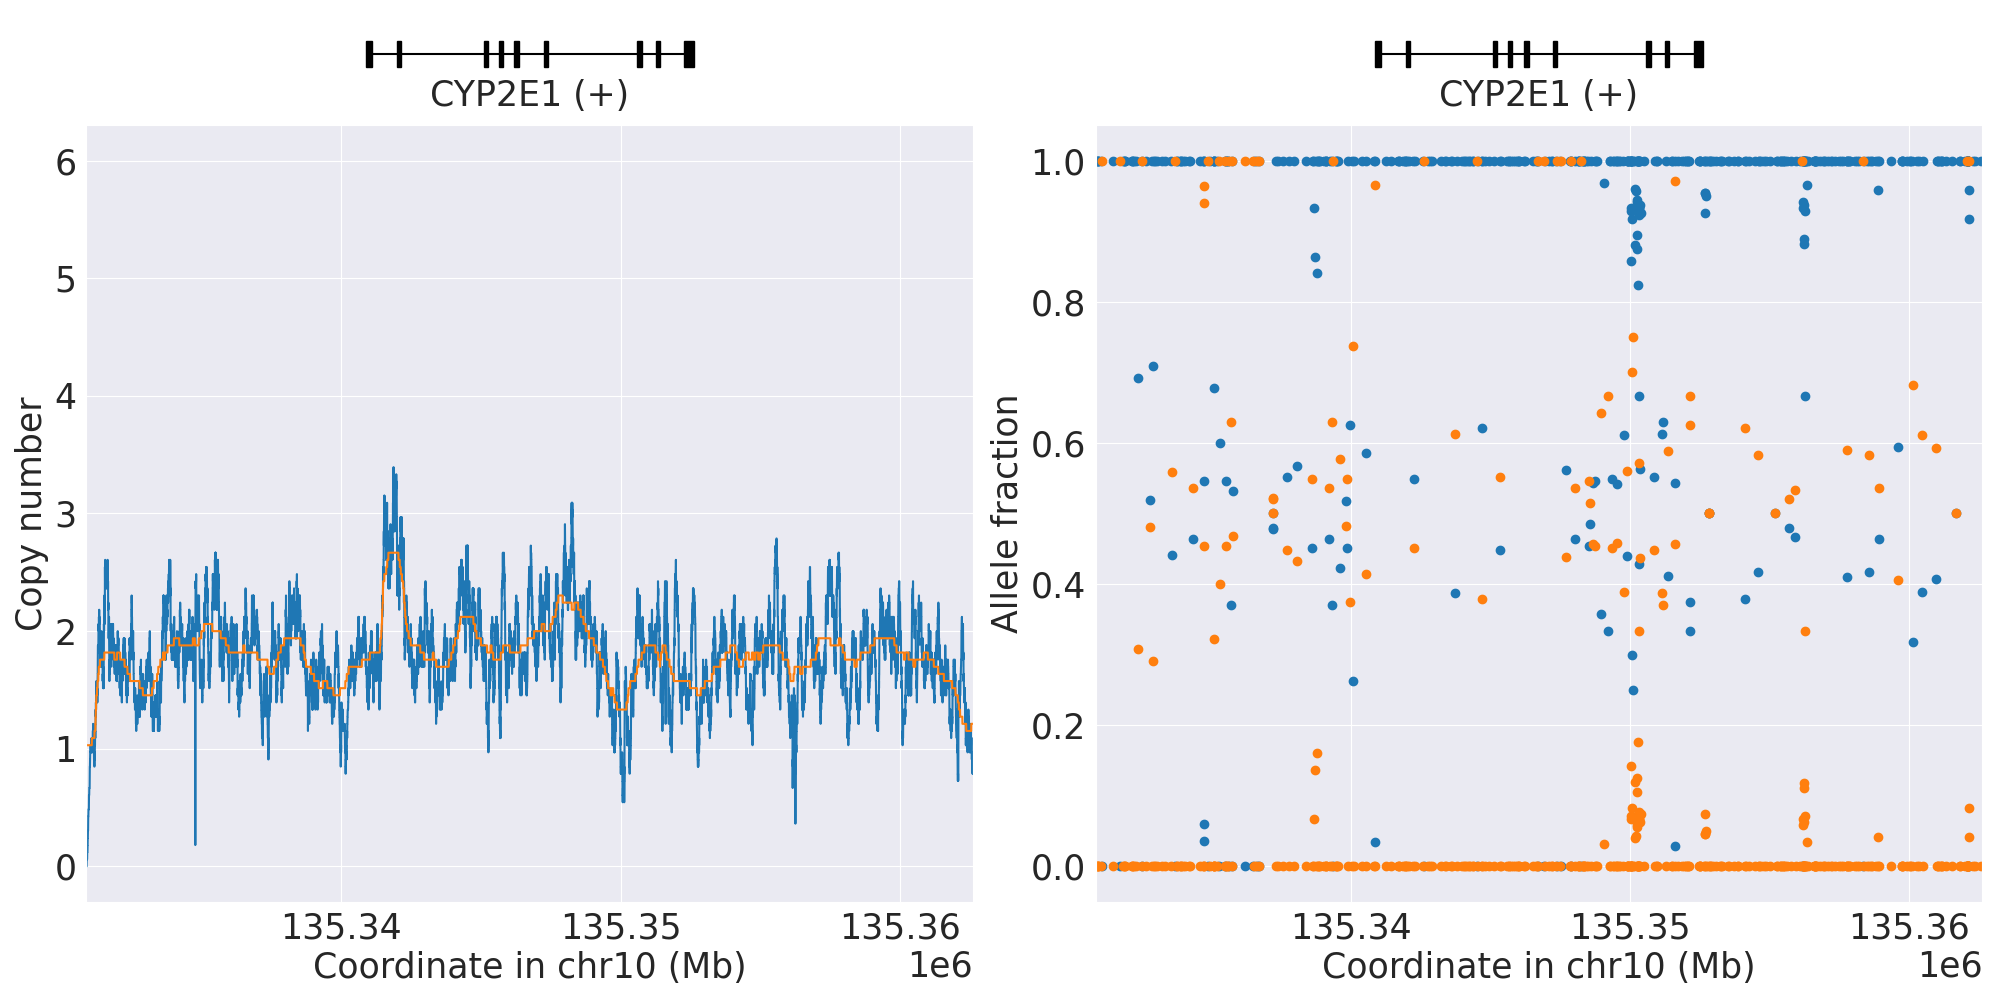 CYP2E1 (+)
Copy number
6
5
4
3
2
1
0
135.34
135.35
135.36
Coordinate in chr10 (Mb)
1e6
CYP2E1 (+)
Allele fraction
1.0
0.8
0.6
0.4
0.2
0.0
135.34
135.35
135.36
Coordinate in chr10 (Mb)
1e6